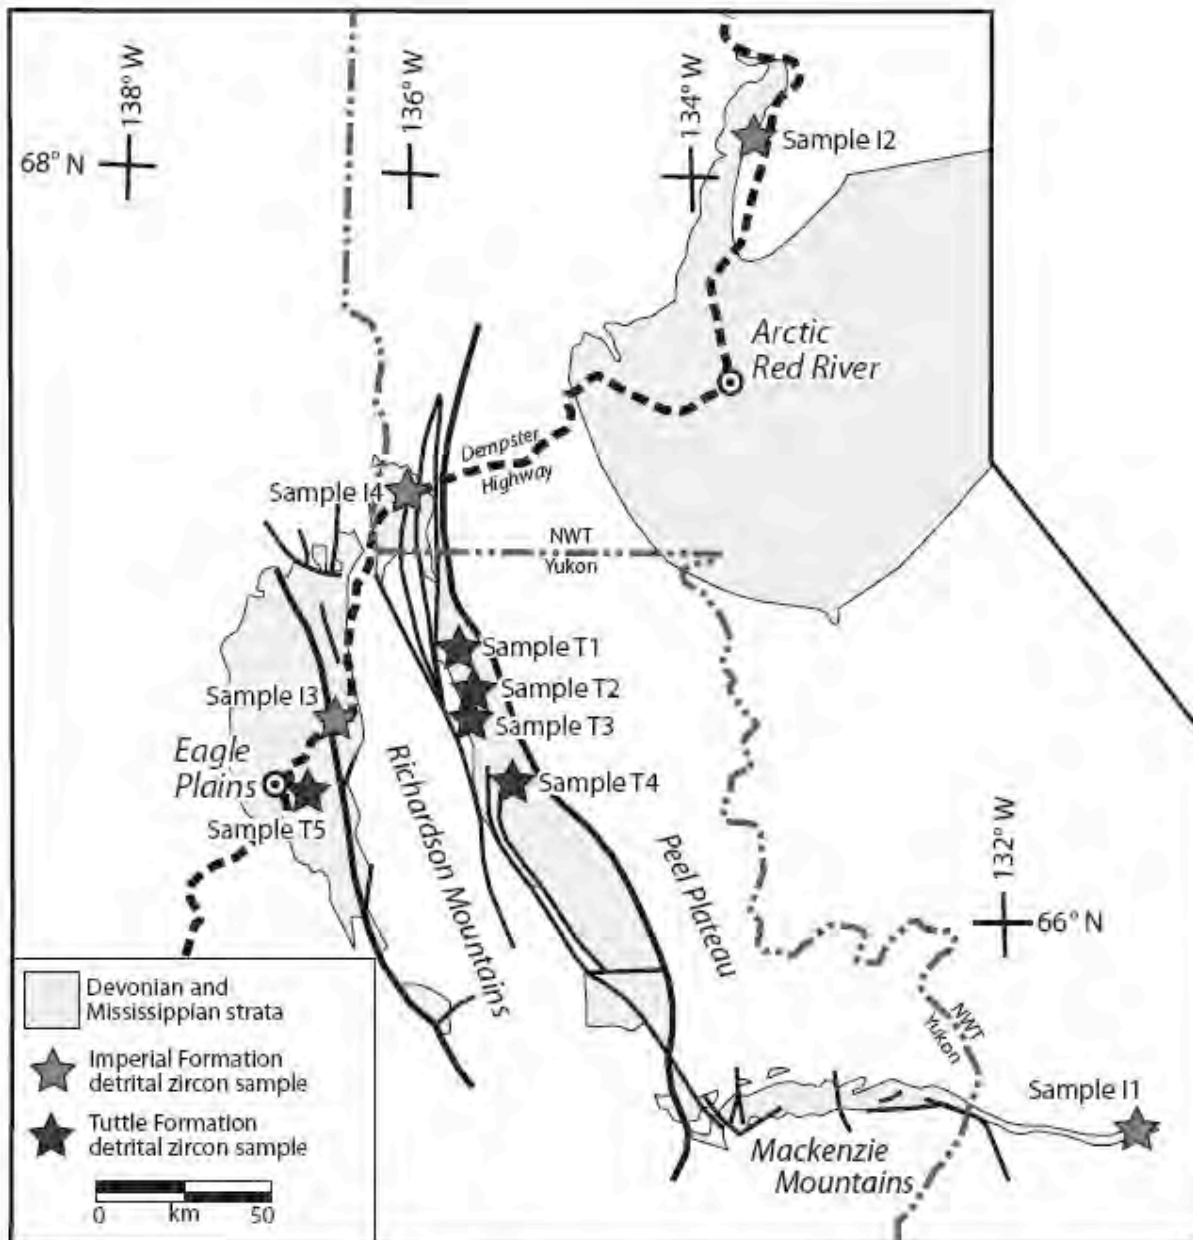 138° W
136° W
134° W
68° N
Sample I2
Arctic
Red River
Dempster
Highway
Sample I4
NWT
Yukon
Sample T1
Sample T2
Sample I3
Sample T3
Eagle
Plains
Sample T4
Sample T5
Richardson Mountains
Peel Plateau
132° W
66° N
NWT
Yukon
Devonian and
Mississippian strata
Imperial Formation
detrital zircon sample
Tuttle Formation
detrital zircon sample
0 km 50
Sample I1
Mackenzie
Mountains